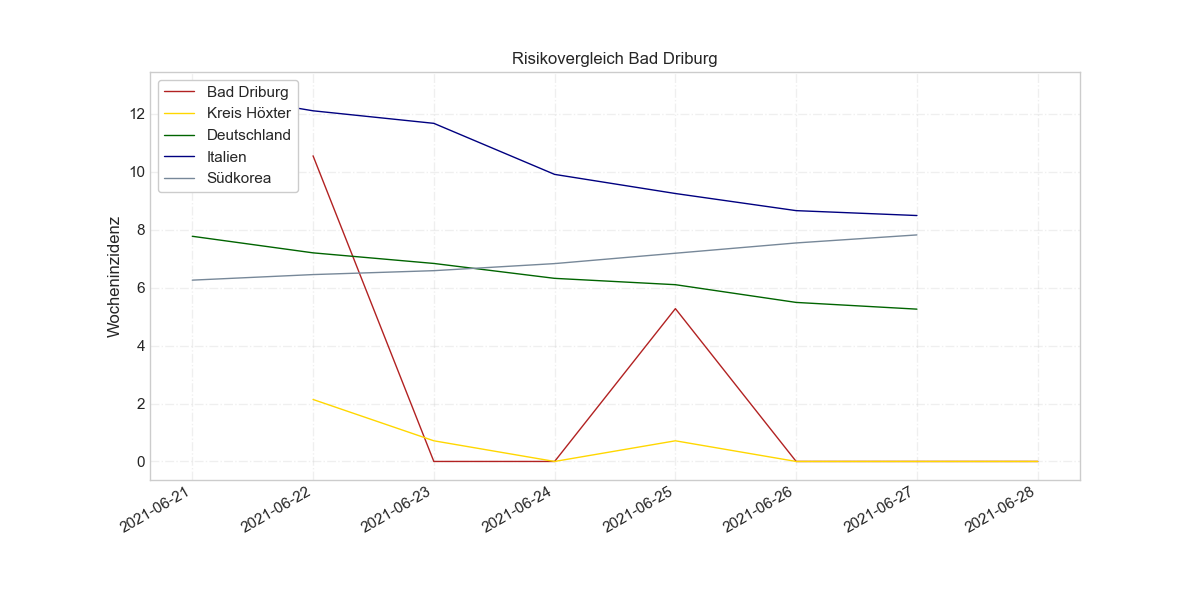 Risikovergleich Bad Driburg
Bad Driburg
Kreis Höxter
Deutschland
Italien
Südkorea
Wocheninzidenz
12
10
8
6
4
2
0
2021-06-21
2021-06-22
2021-06-23
2021-06-24
2021-06-25
2021-06-26
2021-06-27
2021-06-28